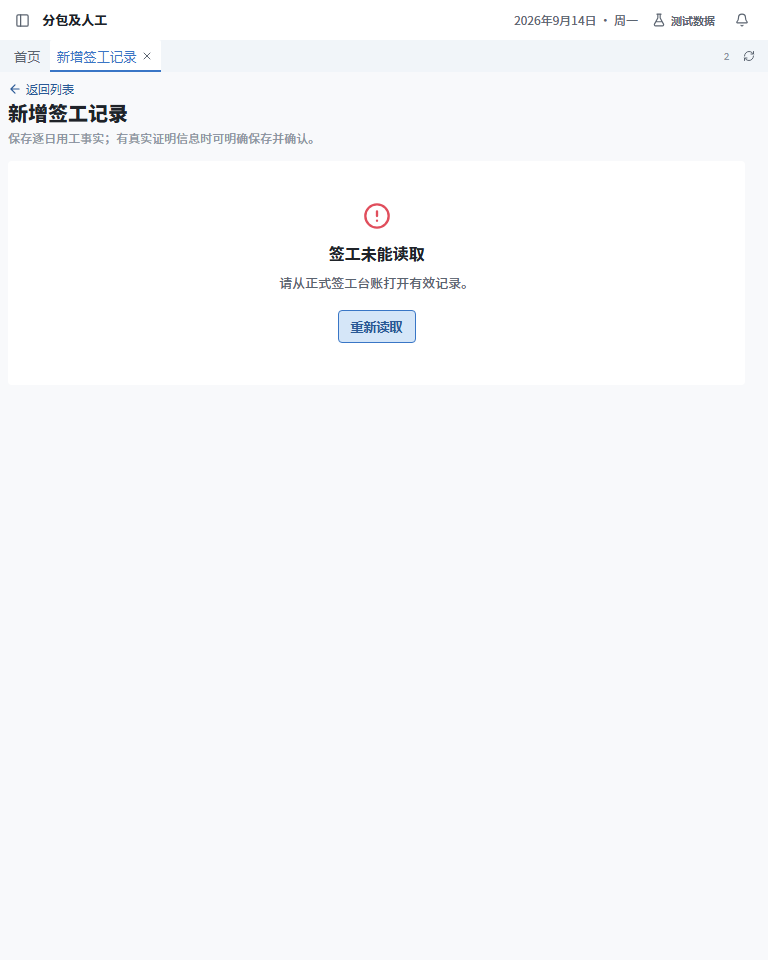 分包及人工
2026年9月14日 • 周一
测试数据
首页
新增签工记录
2
返回列表
新增签工记录
保存逐日用工事实；有真实证明信息时可明确保存并确认。
签工未能读取
请从正式签工台账打开有效记录。
重新读取